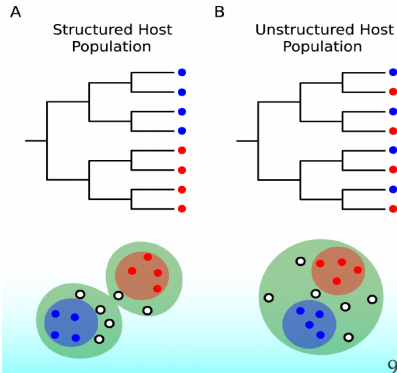 A
Structured Host
Population
B
Unstructured Host
Population
9